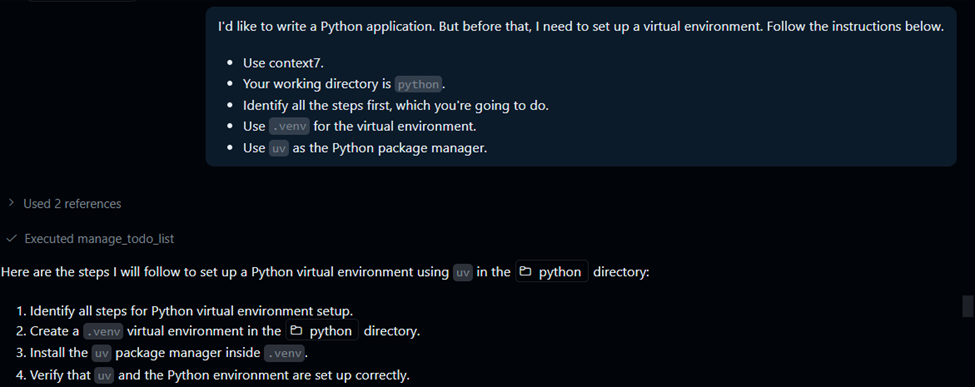 I'd like to write a Python application. But before that, I need to set up a virtual environment. Follow the instructions below.
• Use context7.
• Your working directory is python.
• Identify all the steps first, which you're going to do.
• Use .venv for the virtual environment.
• Use uv as the Python package manager.
Used 2 references
Executed manage_todo_list
Here are the steps I will follow to set up a Python virtual environment using uv in the python directory:
1. Identify all steps for Python virtual environment setup.
2. Create a .venv virtual environment in the python directory.
3. Install the uv package manager inside .venv.
4. Verify that uv and the Python environment are set up correctly.